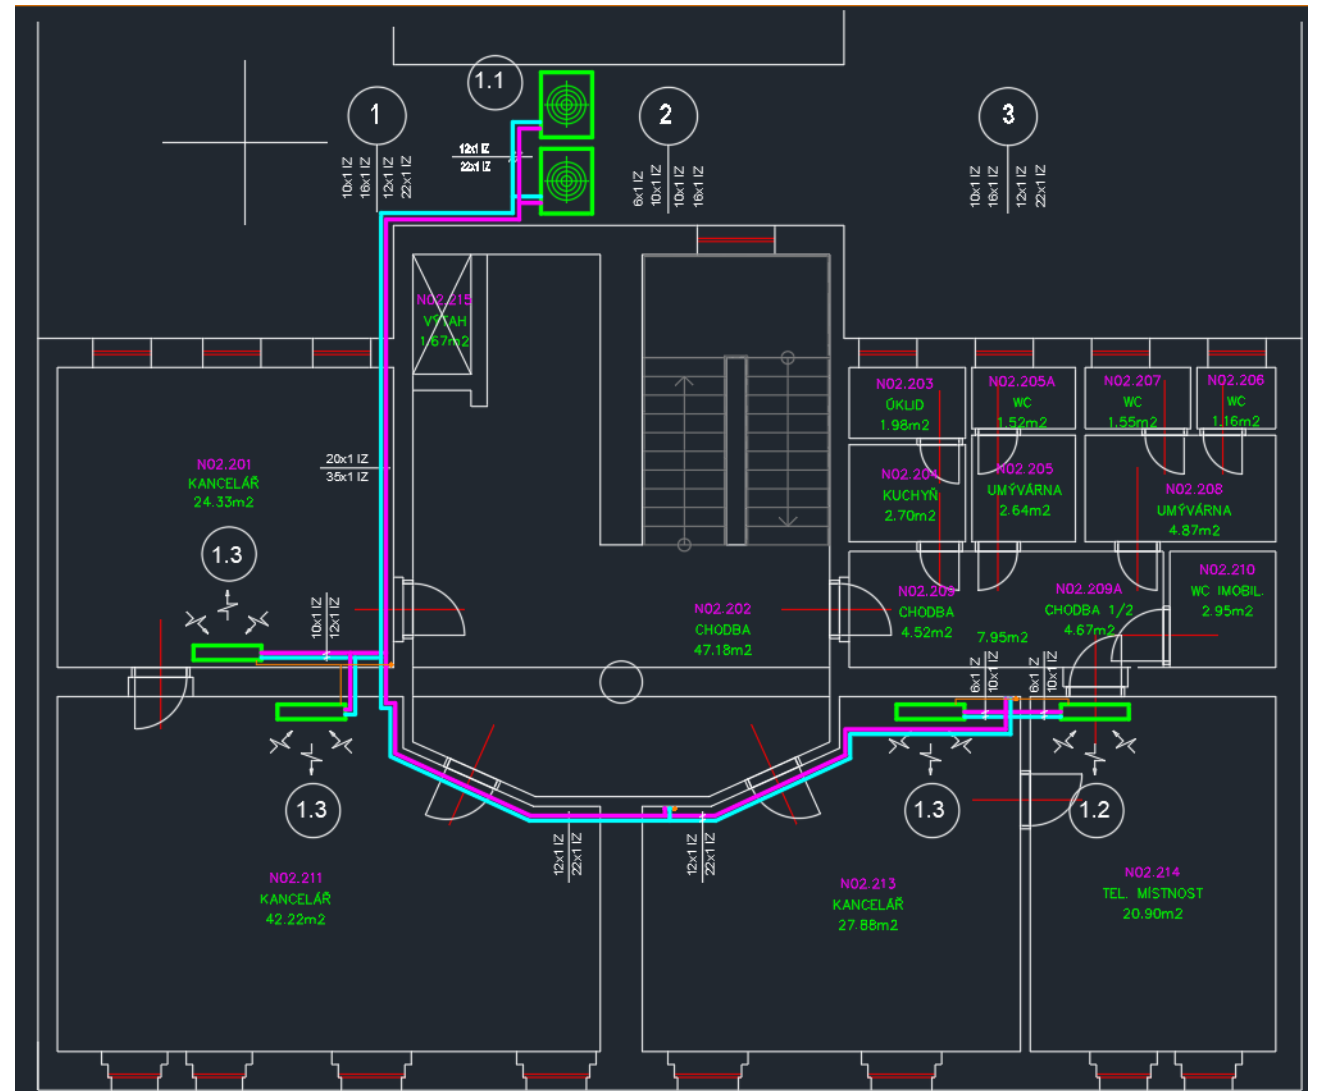 1.1
1
2
3
12x1 IZ
22x1 IZ
10x1 IZ
16x1 IZ
12x1 IZ
22x1 IZ
6x1 IZ
10x1 IZ
10x1 IZ
16x1 IZ
10x1 IZ
16x1 IZ
12x1 IZ
22x1 IZ
N02.215
VÝTAH
1.67m2
N02.203
ÚKLID
1.98m2
N02.205A
WC
1.52m2
N02.207
WC
1.55m2
N02.206
WC
1.16m2
N02.201
KANCELÁŘ
24.33m2
20x1 IZ
35x1 IZ
N02.204
KUCHYŇ
2.70m2
N02.205
UMÝVÁRNA
2.64m2
N02.208
UMÝVÁRNA
4.87m2
1.3
10x1 IZ
12x1 IZ
N02.202
CHODBA
47.18m2
N02.209
CHODBA
4.52m2
7.95m2
N02.209A
CHODBA 1/2
4.67m2
N02.210
WC IMOBIL.
2.95m2
6x1 Z
10x1 IZ
6x1 IZ
10x1 IZ
1.3
1.3
1.2
12x1 IZ
22x1 IZ
12x1 IZ
22x1 IZ
N02.211
KANCELÁŘ
42.22m2
N02.213
KANCELÁŘ
27.88m2
N02.214
TEL. MÍSTNOST
20.90m2